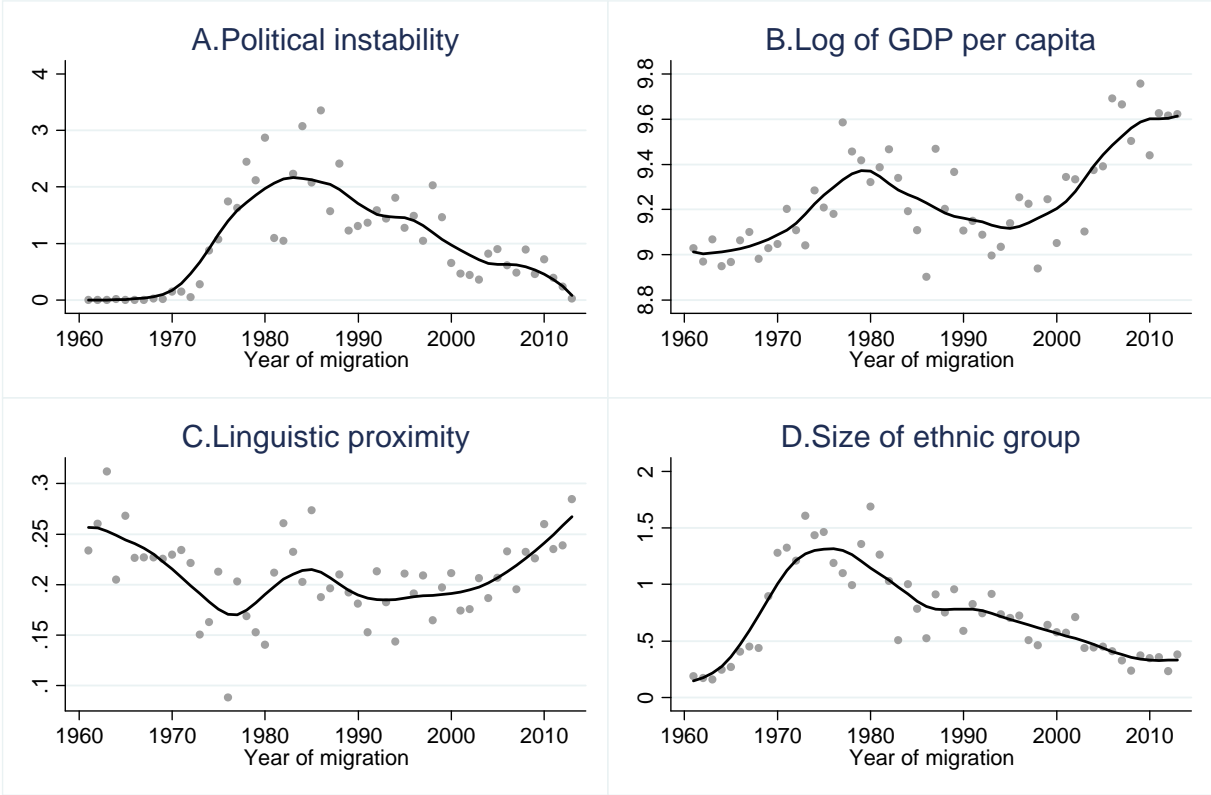 A.Political instability
4
3
2
1
0
1960 1970 1980 1990 2000 2010
Year of migration
B.Log of GDP per capita
9.8
9.6
9.4
9.2
9
8.8
1960 1970 1980 1990 2000 2010
Year of migration
C.Linguistic proximity
.3
.25
.2
.15
.1
1960 1970 1980 1990 2000 2010
Year of migration
D.Size of ethnic group
2
1.5
1
.5
0
1960 1970 1980 1990 2000 2010
Year of migration